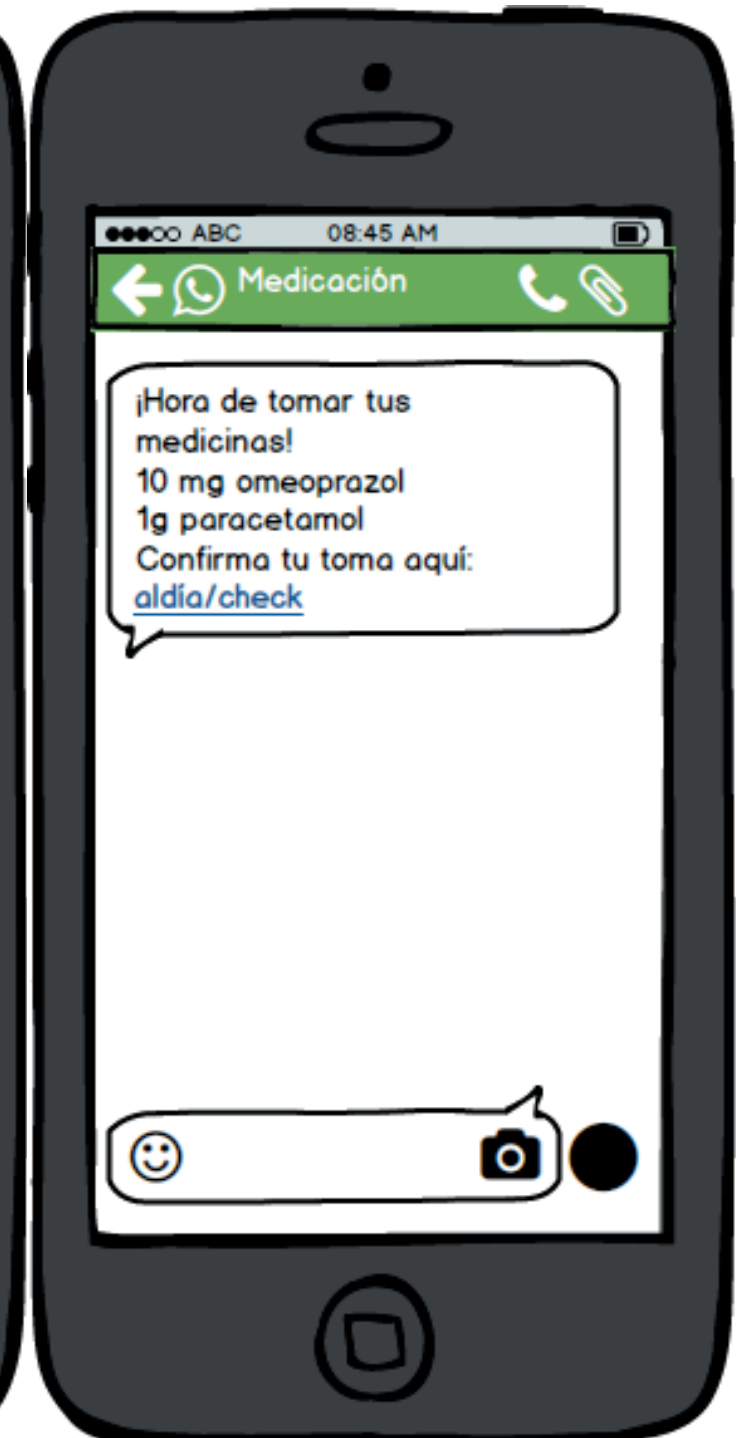 ABC 08:45 AM
Medicación
¡Hora de tomar tus
medicinas!
10 mg omeoprazol
1g paracetamol
Confirma tu toma aquí:
aldía/check